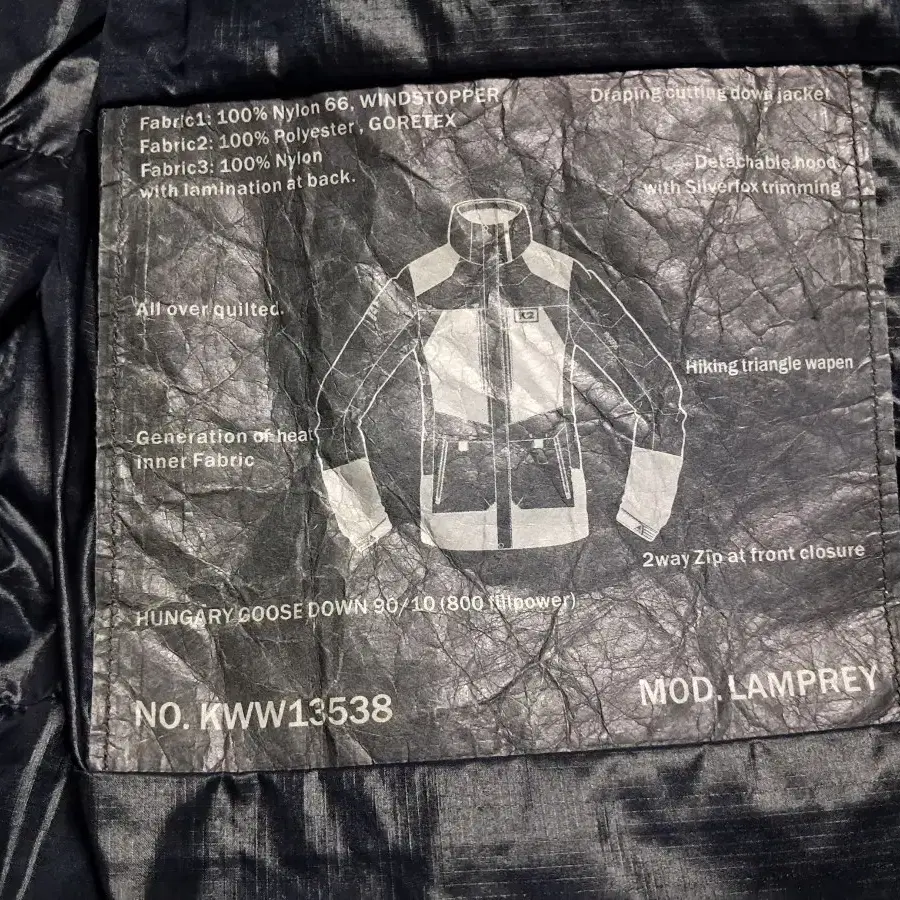 Fabric1: 100% Nylon 66, WINDSTOPPER
Fabric2: 100% Polyester, GORETEX
Fabric3: 100% Nylon
with lamination at back.
Draping cutting down jacket
Detachable hood
with Silverfox trimming
K2
All over quilted.
Hiking triangle wapen
Generation of heat
inner Fabric
2way Zip at front closure
HUNGARY GOOSE DOWN 90/10 (800 fillpower)
NO. KWW13538
MOD. LAMPREY